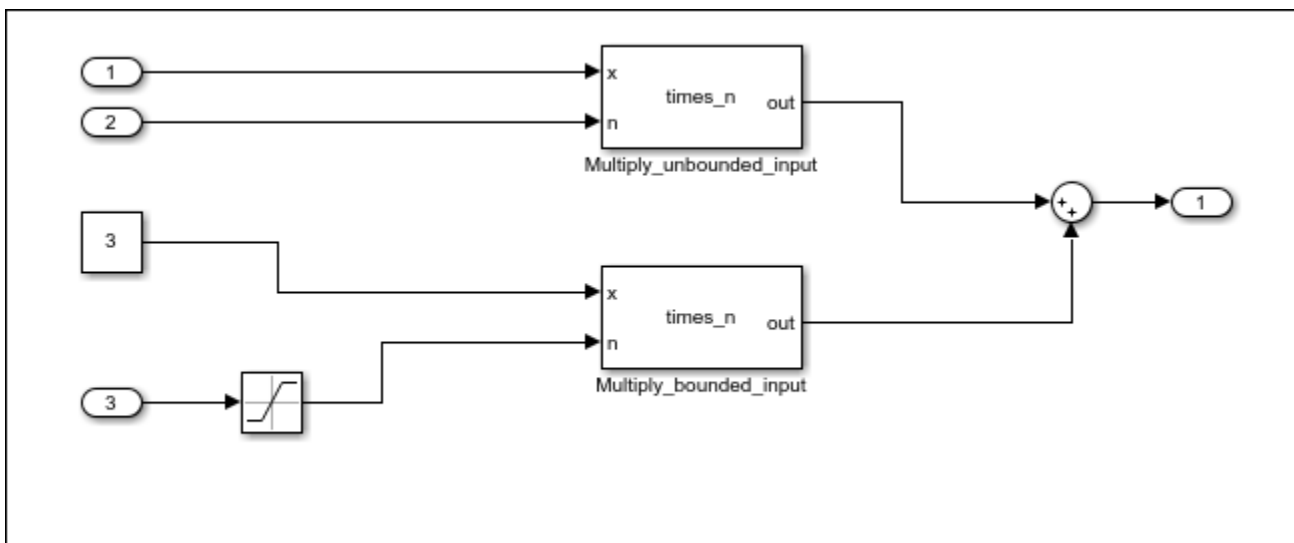 1
2
x
n
times_n
out
Multiply_unbounded_input
1
3
x
n
times_n
out
Multiply_bounded_input
3